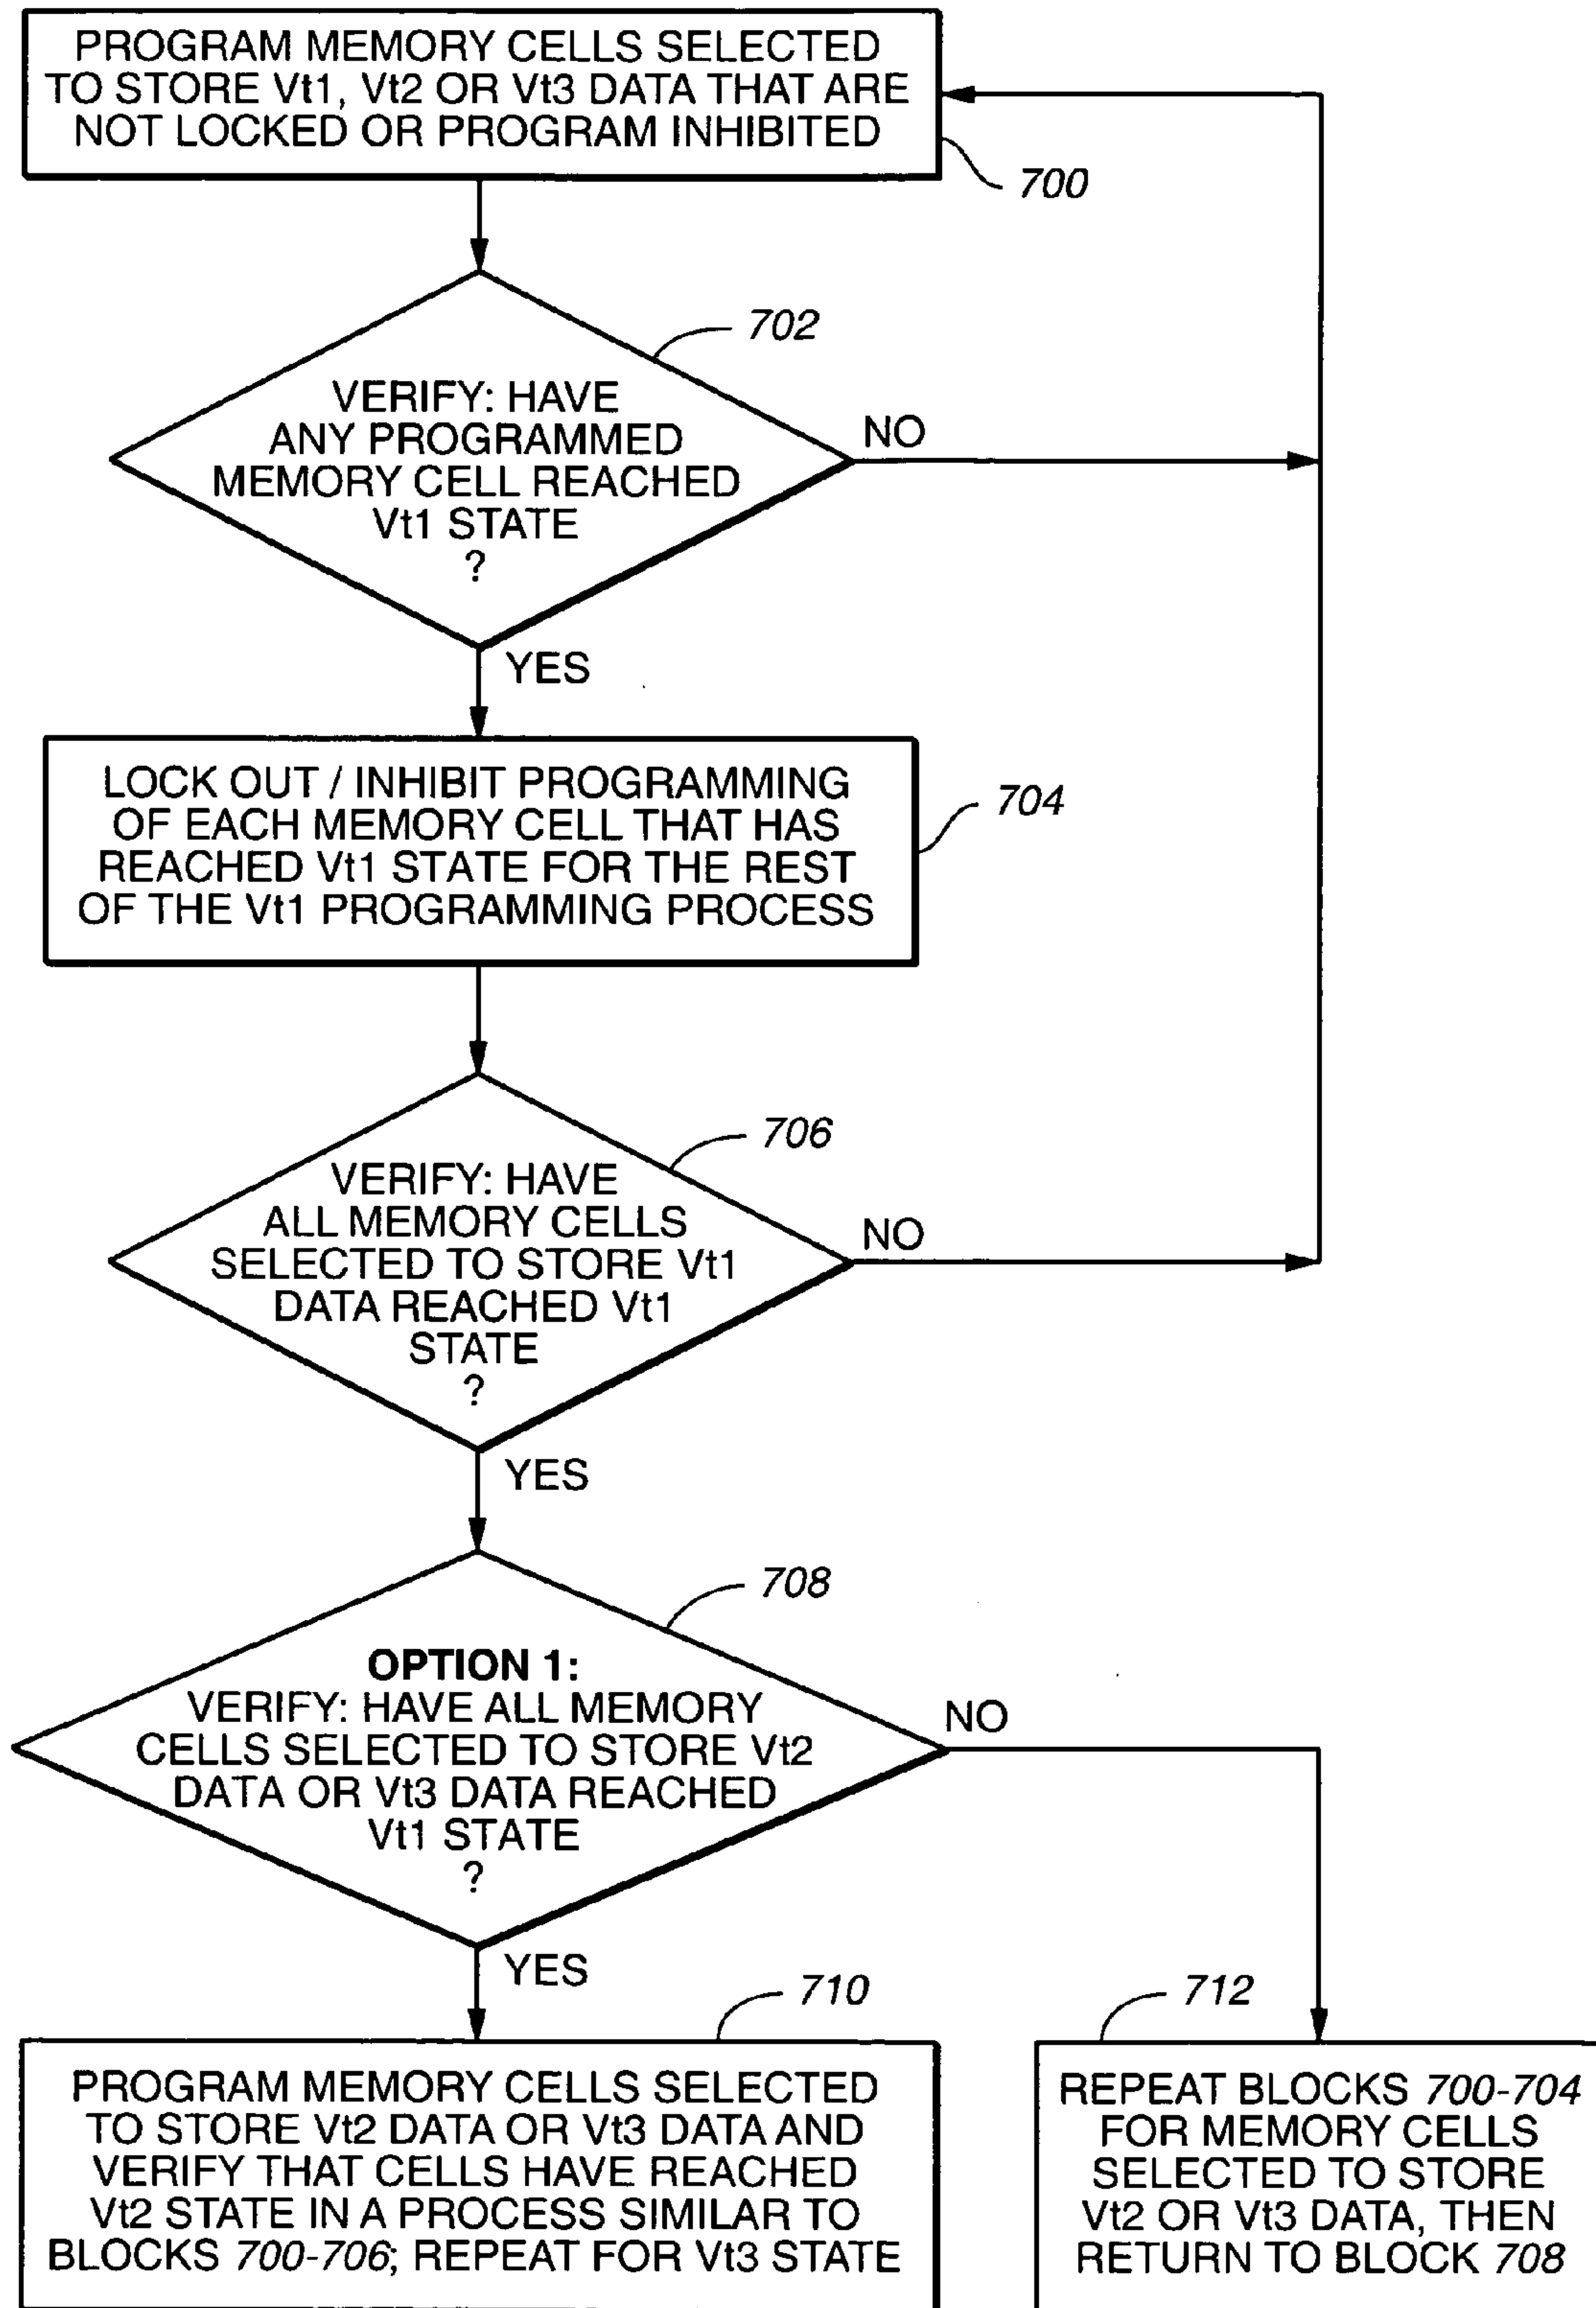 PROGRAM MEMORY CELLS SELECTED
TO STORE Vt1, Vt2 OR Vt3 DATA THAT ARE
NOT LOCKED OR PROGRAM INHIBITED
700
702
VERIFY: HAVE
ANY PROGRAMMED
MEMORY CELL REACHED
Vt1 STATE
?
NO
YES
LOCK OUT / INHIBIT PROGRAMMING
OF EACH MEMORY CELL THAT HAS
REACHED Vt1 STATE FOR THE REST
OF THE Vt1 PROGRAMMING PROCESS
704
706
VERIFY: HAVE
ALL MEMORY CELLS
SELECTED TO STORE Vt1
DATA REACHED Vt1
STATE
?
NO
YES
708
OPTION 1:
VERIFY: HAVE ALL MEMORY
CELLS SELECTED TO STORE Vt2
DATA OR Vt3 DATA REACHED
Vt1 STATE
?
NO
YES
710
PROGRAM MEMORY CELLS SELECTED
TO STORE Vt2 DATA OR Vt3 DATA AND
VERIFY THAT CELLS HAVE REACHED
Vt2 STATE IN A PROCESS SIMILAR TO
BLOCKS 700-706; REPEAT FOR Vt3 STATE
712
REPEAT BLOCKS 700-704
FOR MEMORY CELLS
SELECTED TO STORE
Vt2 OR Vt3 DATA, THEN
RETURN TO BLOCK 708